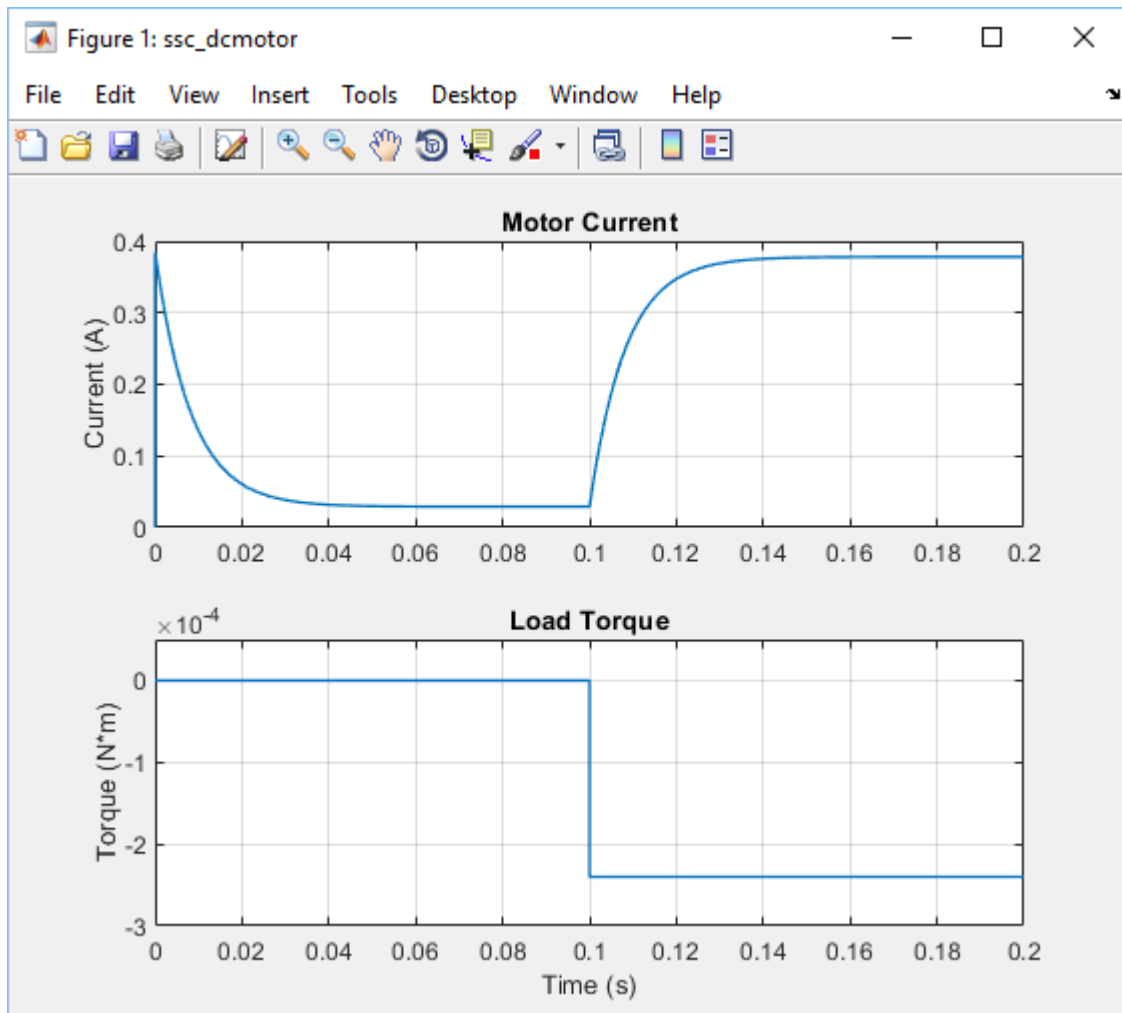 Figure 1: ssc_dcmotor
File Edit View Insert Tools Desktop Window Help
Motor Current
0.4
0.3
0.2
0.1
0
Current (A)
0 0.02 0.04 0.06 0.08 0.1 0.12 0.14 0.16 0.18 0.2
×10⁻⁴
Load Torque
0
-1
-2
-3
Torque (N*m)
0 0.02 0.04 0.06 0.08 0.1 0.12 0.14 0.16 0.18 0.2
Time (s)